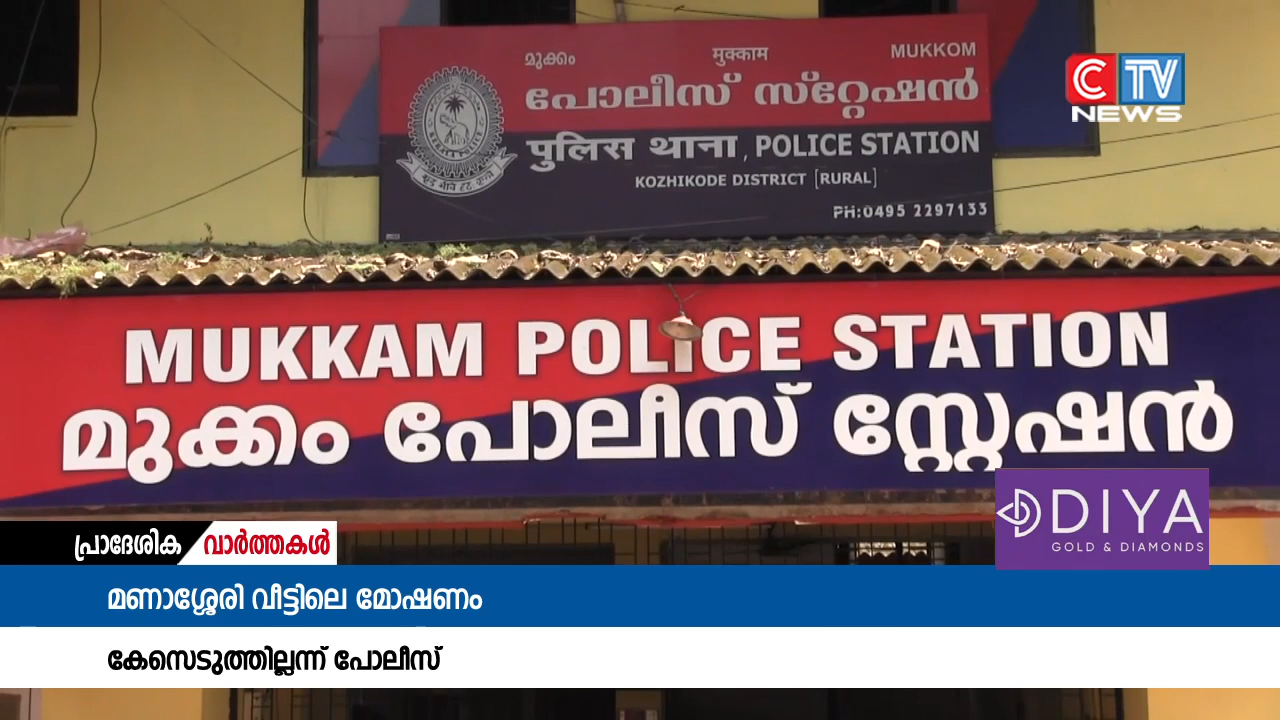 മുക്കം मुक्काम MUKKOM
പോലീസ് സ്റ്റേഷൻ
पुलिस थाना, POLICE STATION
KOZHIKODE DISTRICT [RURAL]
PH:0495 2297133
C TV
NEWS
MUKKAM POLICE STATION
മുക്കം പോലീസ് സ്റ്റേഷൻ
DIYA
GOLD & DIAMONDS
പ്രാദേശിക വാർത്തകൾ
മണാശ്ശേരി വീട്ടിലെ മോഷണം
കേസെടുത്തില്ലന്ന് പോലീസ്